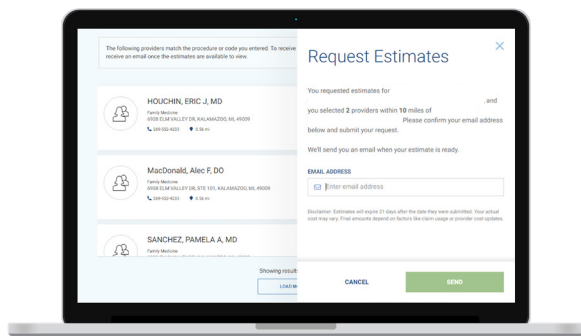 The following providers match the procedure or code you entered. To receive
receive an email once the estimates are available to view.
HOUCHIN, ERIC J, MD
Family Medicine
6938 ELM VALLEY DR, KALAMAZOO, MI, 49009
269-552-4233 0.56 mi
MacDonald, Alec F, DO
Family Medicine
6938 ELM VALLEY DR, STE 101, KALAMAZOO, MI, 49009
269-552-4233 0.56 mi
SANCHEZ, PAMELA A, MD
Family Medicine
Showing results
LOAD M
Request Estimates
You requested estimates for
, and
you selected 2 providers within 10 miles of
Please confirm your email address
below and submit your request.
We'll send you an email when your estimate is ready.
EMAIL ADDRESS
Enter email address
Disclaimer: Estimates will expire 21 days after the date they were submitted. Your actual
cost may vary. Final amounts depend on factors like claim usage or provider cost updates.
CANCEL SEND